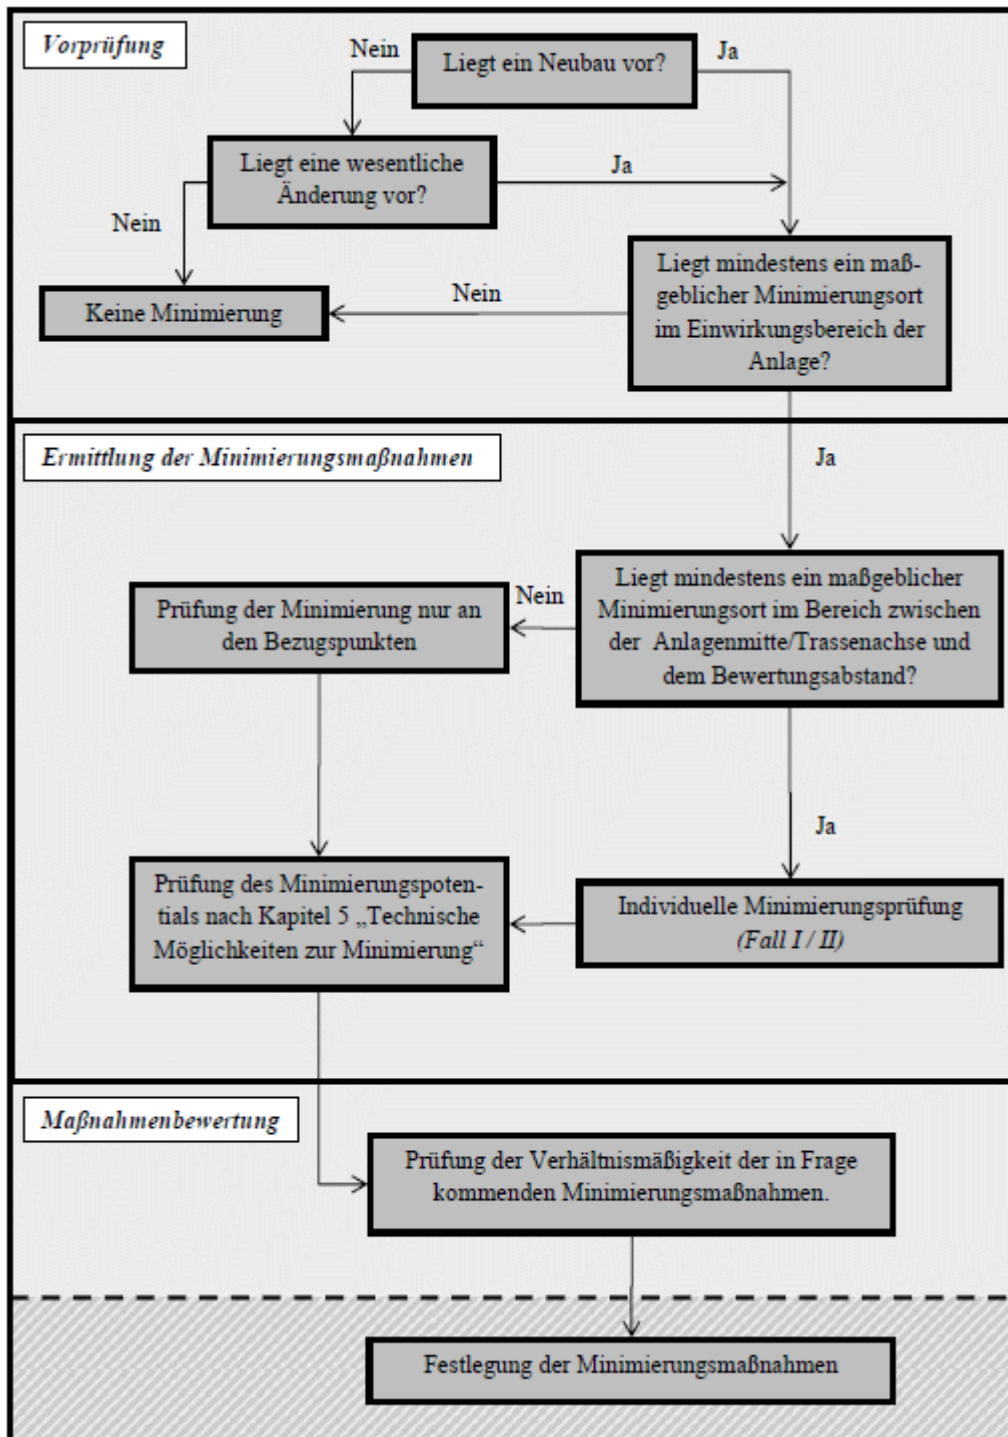 Vorprüfung
Nein
Liegt ein Neubau vor?
Ja
Liegt eine wesentliche
Änderung vor?
Ja
Nein
Liegt mindestens ein maß-
geblicher Minimierungsort
im Einwirkungsbereich der
Anlage?
Nein
Keine Minimierung
Ermittlung der Minimierungsmaßnahmen
Ja
Liegt mindestens ein maßgeblicher
Minimierungsort im Bereich zwischen
der Anlagenmitte/Trassenachse und
dem Bewertungsabstand?
Nein
Prüfung der Minimierung nur an
den Bezugspunkten
Ja
Individuelle Minimierungsprüfung
(Fall I / II)
Prüfung des Minimierungspoten-
tials nach Kapitel 5 „Technische
Möglichkeiten zur Minimierung“
Maßnahmenbewertung
Prüfung der Verhältnismäßigkeit der in Frage
kommenden Minimierungsmaßnahmen.
Festlegung der Minimierungsmaßnahmen